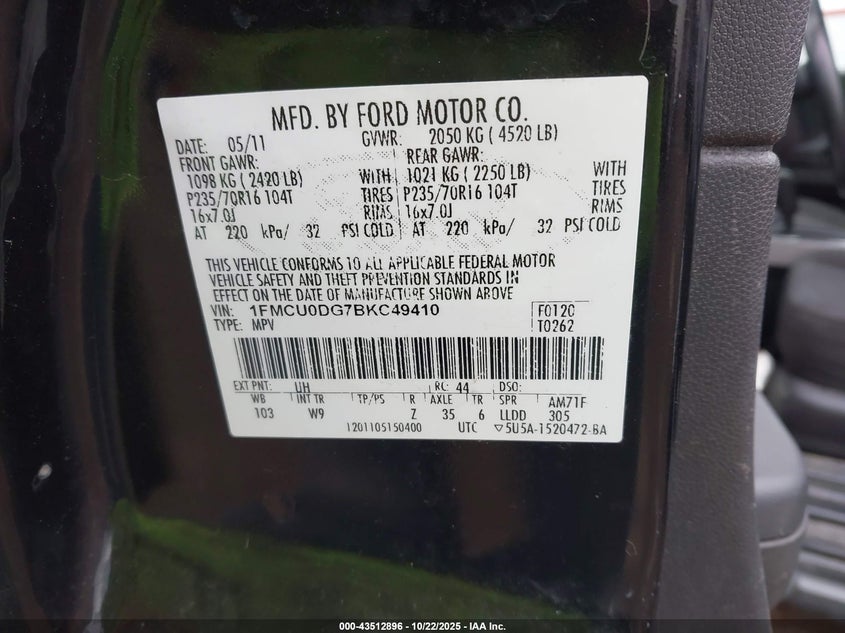 MFD. BY FORD MOTOR CO.
DATE: 05/11 GVWR: 2050 KG ( 4520 LB)
FRONT GAWR: REAR GAWR:
1098 KG ( 2420 LB) WITH 1021 KG ( 2250 LB) WITH
P235/70R16 104T TIRES P235/70R16 104T TIRES
16x7.0J RIMS 16x7.0J RIMS
AT 220 kPa/ 32 PSI COLD AT 220 kPa/ 32 PSI COLD
THIS VEHICLE CONFORMS TO ALL APPLICABLE FEDERAL MOTOR
VEHICLE SAFETY AND THEFT PREVENTION STANDARDS IN
EFFECT ON THE DATE OF MANUFACTURE SHOWN ABOVE
VIN: 1FMCU0DG7BKC49410 F0120
TYPE: MPV T0262
EXT PNT: UH RC: 44 DSO:
WB INT TR TP/PS R AXLE TR SPR AM71F
103 W9 Z 35 6 LLDD 305
1201105150400 UTC ▽5U5A-1520472-BA
000-43512896 - 10/22/2025 - IAA Inc.